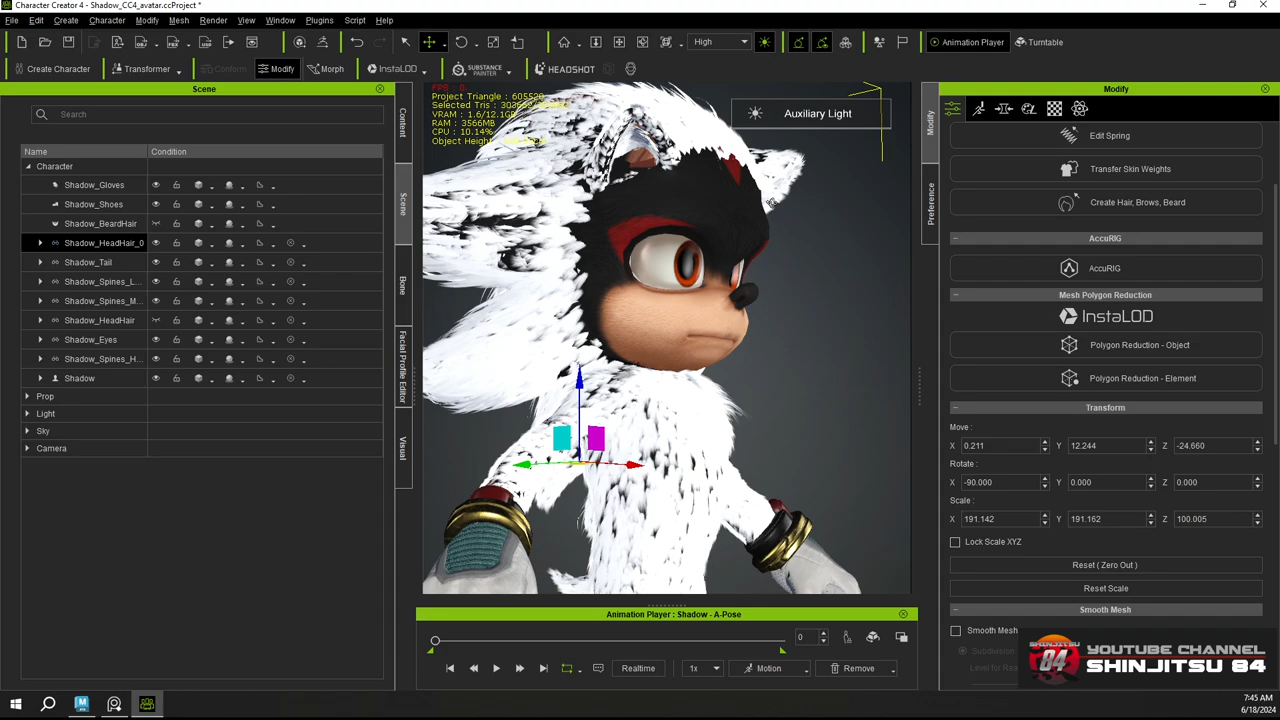 Character Creator 4 - Shadow_CC4_avatar.ccProject *
File Edit Create Character Modify Mesh Render View Window Plugins Script Help
High
Animation Player
Turntable
Create Character
Transformer
Conform
Modify
Morph
InstaLOD
SUBSTANCE PAINTER
HEADSHOT
Scene
Search
Name Condition
Character
Shadow_Gloves
Shadow_Shoes
Shadow_BeardHair
Shadow_HeadHair_0
Shadow_Tail
Shadow_Spines_L...
Shadow_Spines_M...
Shadow_HeadHair
Shadow_Eyes
Shadow_Spines_H...
Shadow
Prop
Light
Sky
Camera
Content
Scene
Bone
Facial Profile Editor
Visual
FPS : 0
Project Triangle : 605520
VRAM : 1.6/12.1GB
RAM : 3566MB
CPU : 10.14%
Object Height :
Auxiliary Light
Animation Player : Shadow - A-Pose
0
Realtime
1x
Motion
Remove
Modify
Preference
Modify
Edit Spring
Transfer Skin Weights
Create Hair, Brows, Beard
AccuRIG
AccuRIG
Mesh Polygon Reduction
InstaLOD
Polygon Reduction - Object
Polygon Reduction - Element
Transform
Move :
X 0.211 Y 12.244 Z -24.660
Rotate :
X -90.000 Y 0.000 Z 0.000
Scale :
X 191.142 Y 191.162 Z 100.005
Lock Scale XYZ
Reset ( Zero Out )
Reset Scale
Smooth Mesh
Smooth Mesh
SHINJITSU
84
YOUTUBE CHANNEL
SHINJITSU 84
7:45 AM
6/18/2024